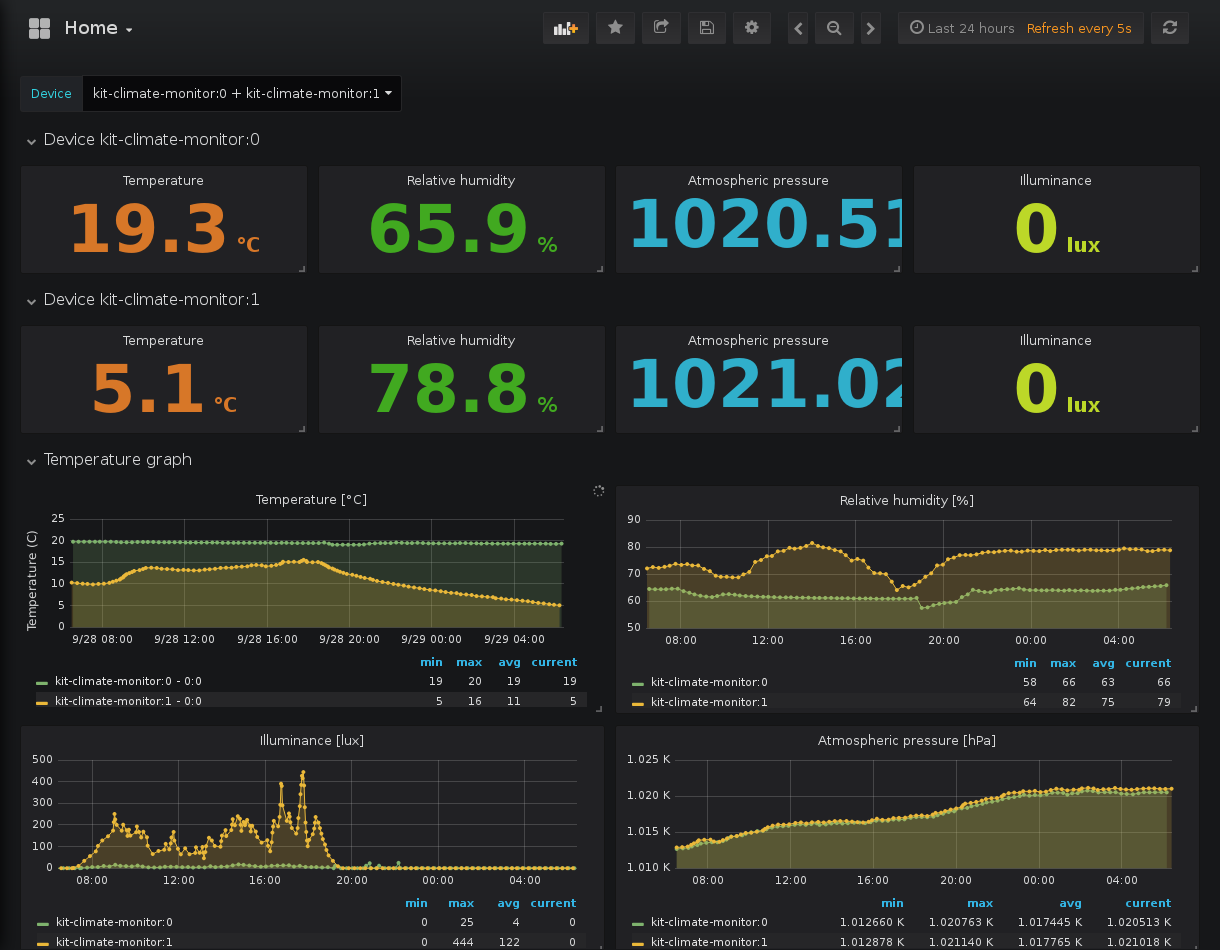 Home
Last 24 hours Refresh every 5s
Device kit-climate-monitor:0 + kit-climate-monitor:1
Device kit-climate-monitor:0
Temperature Relative humidity Atmospheric pressure Illuminance
19.3 °C 65.9 % 1020.51 0 lux
Device kit-climate-monitor:1
Temperature Relative humidity Atmospheric pressure Illuminance
5.1 °C 78.8 % 1021.02 0 lux
Temperature graph
Temperature [°C]
Temperature (C)
25
20
15
10
5
0
9/28 08:00 9/28 12:00 9/28 16:00 9/28 20:00 9/29 00:00 9/29 04:00
min max avg current
kit-climate-monitor:0 - 0:0 19 20 19 19
kit-climate-monitor:1 - 0:0 5 16 11 5
Relative humidity [%]
90
80
70
60
50
08:00 12:00 16:00 20:00 00:00 04:00
min max avg current
kit-climate-monitor:0 58 66 63 66
kit-climate-monitor:1 64 82 75 79
Illuminance [lux]
500
400
300
200
100
0
08:00 12:00 16:00 20:00 00:00 04:00
min max avg current
kit-climate-monitor:0 0 25 4 0
kit-climate-monitor:1 0 444 122 0
Atmospheric pressure [hPa]
1.025 K
1.020 K
1.015 K
1.010 K
08:00 12:00 16:00 20:00 00:00 04:00
min max avg current
kit-climate-monitor:0 1.012660 K 1.020763 K 1.017445 K 1.020513 K
kit-climate-monitor:1 1.012878 K 1.021140 K 1.017765 K 1.021018 K